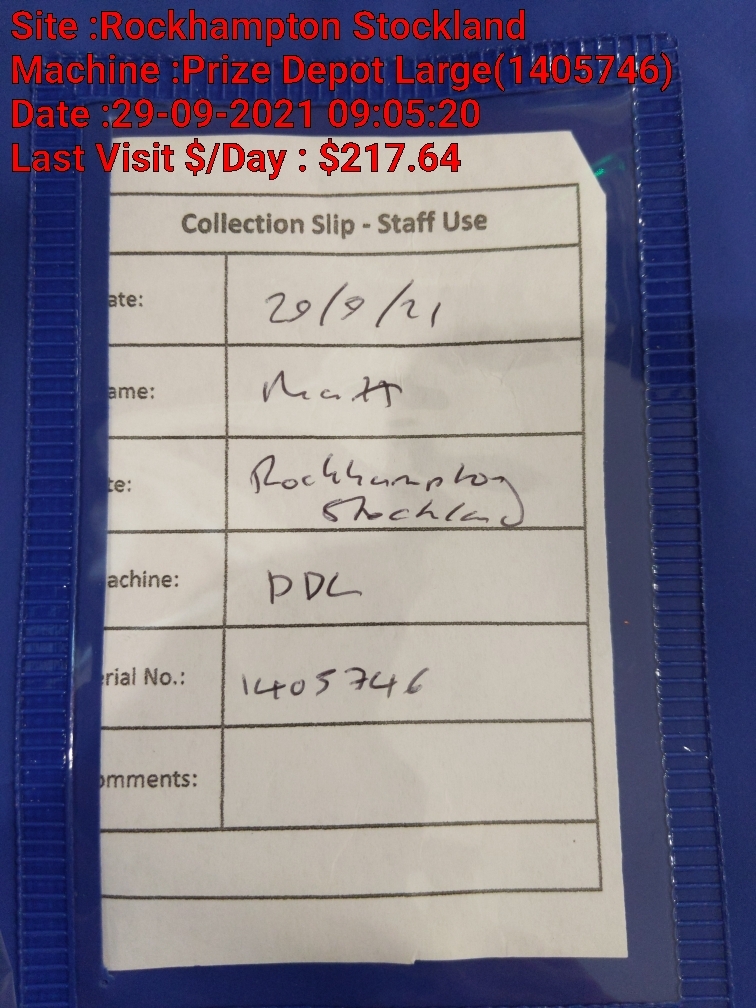 Site :Rockhampton Stockland
Machine :Prize Depot Large(1405746)
Date :29-09-2021 09:05:20
Last Visit $/Day : $217.64
Collection Slip - Staff Use
ate: 29/9/21
ame: Matt
te: Rockhampton
Stockland
achine: PDL
rial No.: 1405746
omments: